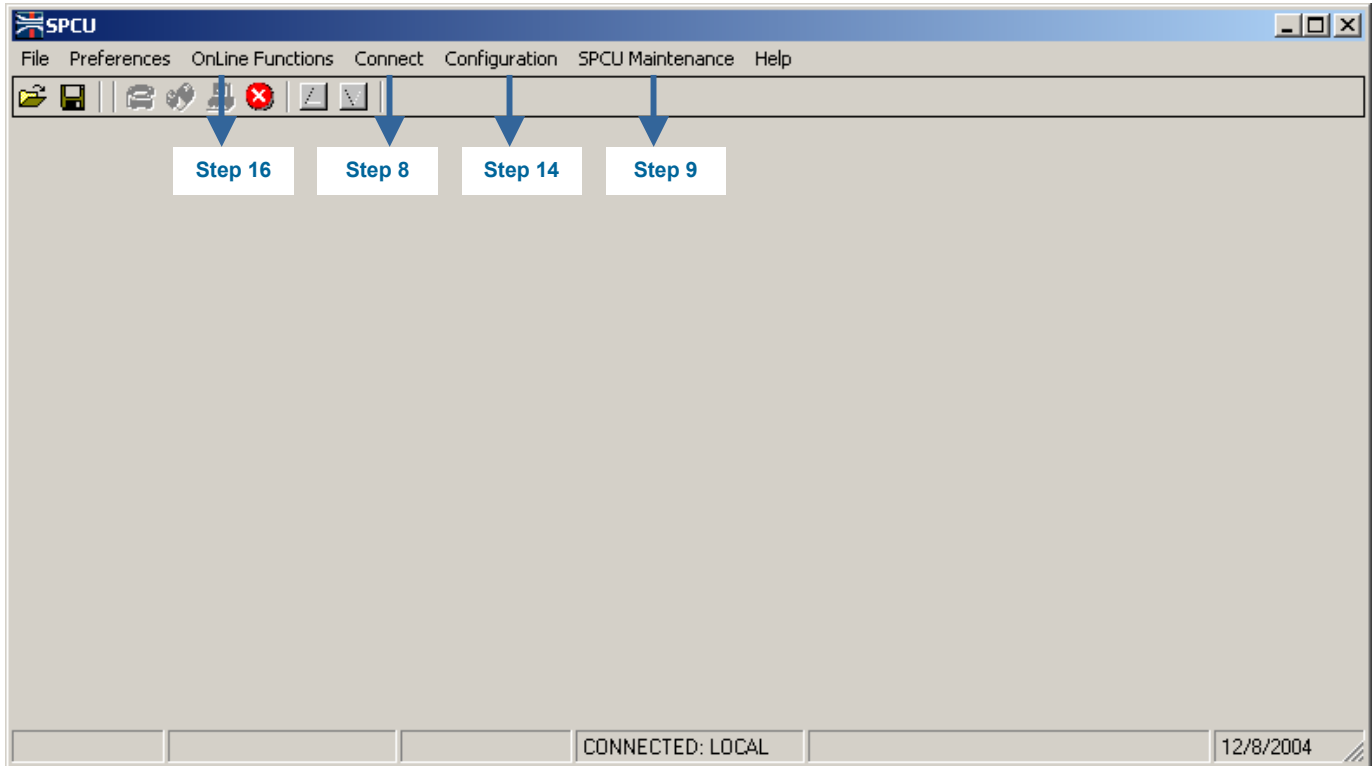 SPCU
File Preferences OnLine Functions Connect Configuration SPCU Maintenance Help
Step 16 Step 8 Step 14 Step 9
CONNECTED: LOCAL 12/8/2004